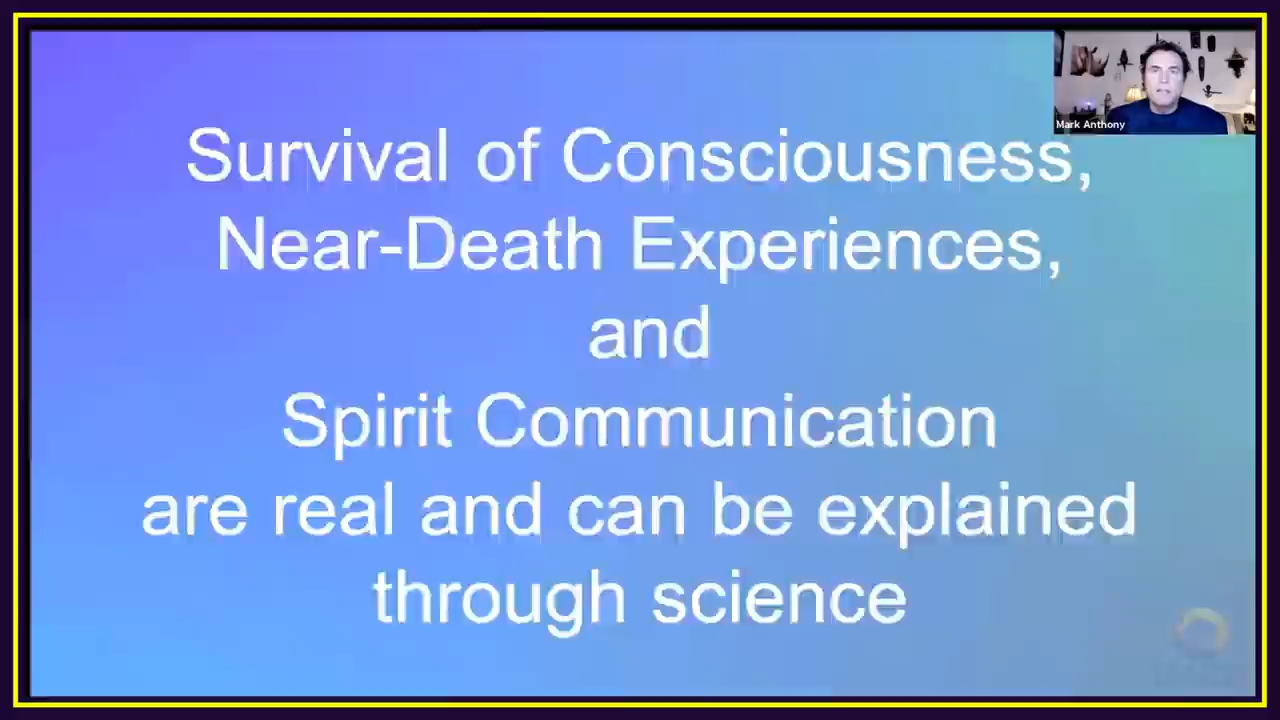 Mark Anthony
Survival of Consciousness,
Near-Death Experiences,
and
Spirit Communication
are real and can be explained
through science